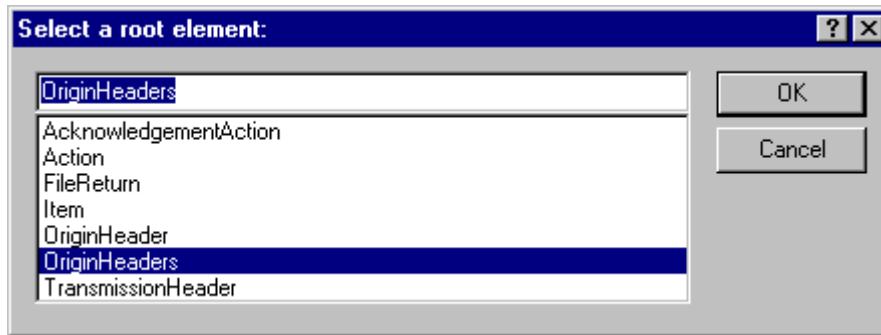 Select a root element:
? X
OriginHeaders
OK
AcknowledgementAction
Action
Cancel
FileReturn
Item
OriginHeader
OriginHeaders
TransmissionHeader